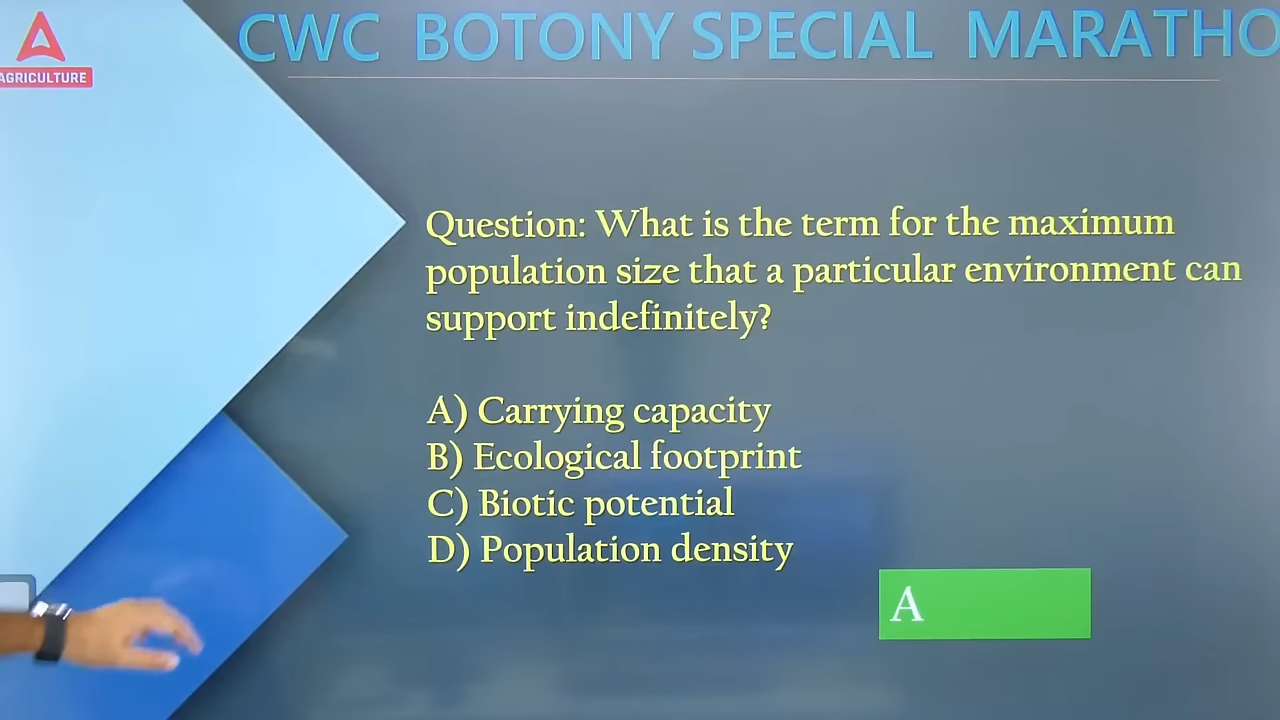 CWC BOTONY SPECIAL MARATHO
AGRICULTURE
Question: What is the term for the maximum
population size that a particular environment can
support indefinitely?
A) Carrying capacity
B) Ecological footprint
C) Biotic potential
D) Population density
A